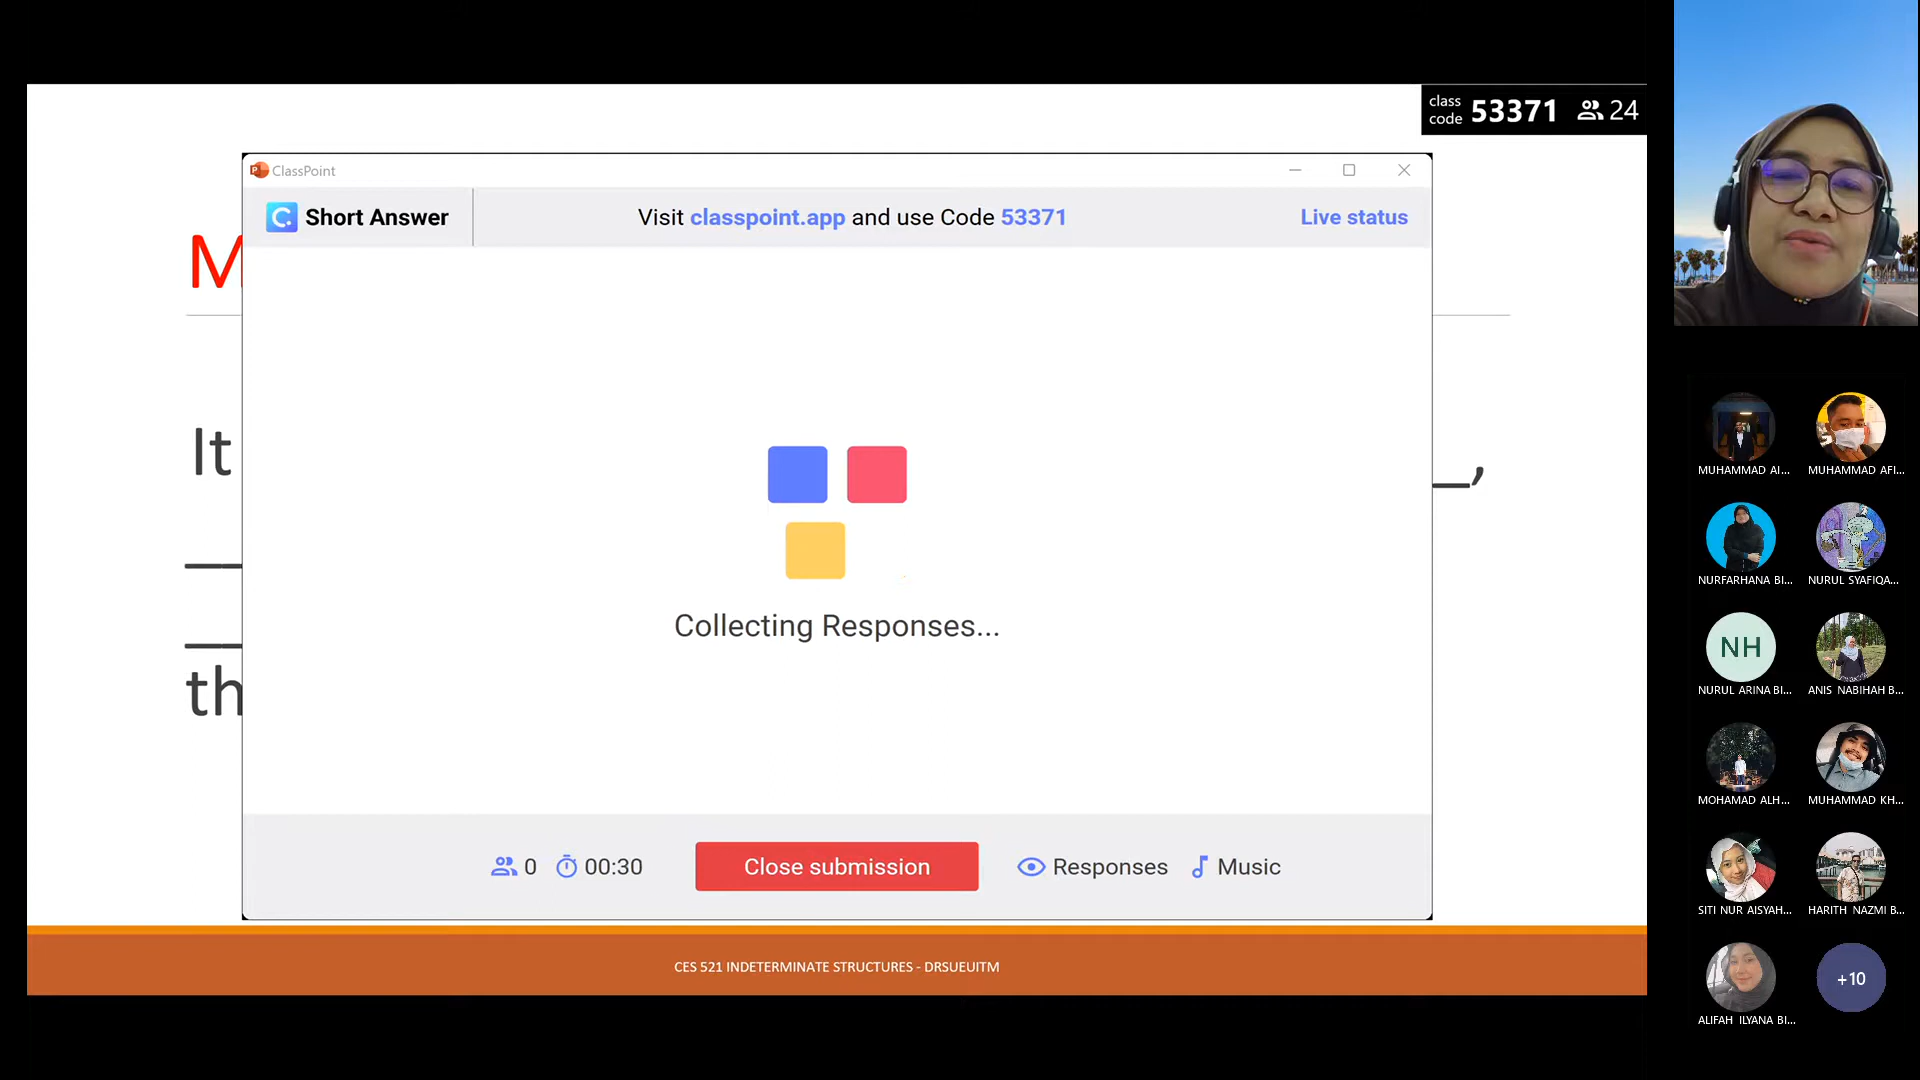 class
code 53371 24
ClassPoint
Short Answer
Visit classpoint.app and use Code 53371
Live status
M
It
,
th
Collecting Responses...
0 00:30
Close submission
Responses
Music
CES 521 INDETERMINATE STRUCTURES - DRSUEUITM
MUHAMMAD AI...
MUHAMMAD AFI...
NURFARHANA BI...
NURUL SYAFIQA...
NH
NURUL ARINA BI...
ANIS NABIHAH B...
MOHAMAD ALH...
MUHAMMAD KH...
SITI NUR AISYAH...
HARITH NAZMI B...
+10
ALIFAH ILYANA BI...